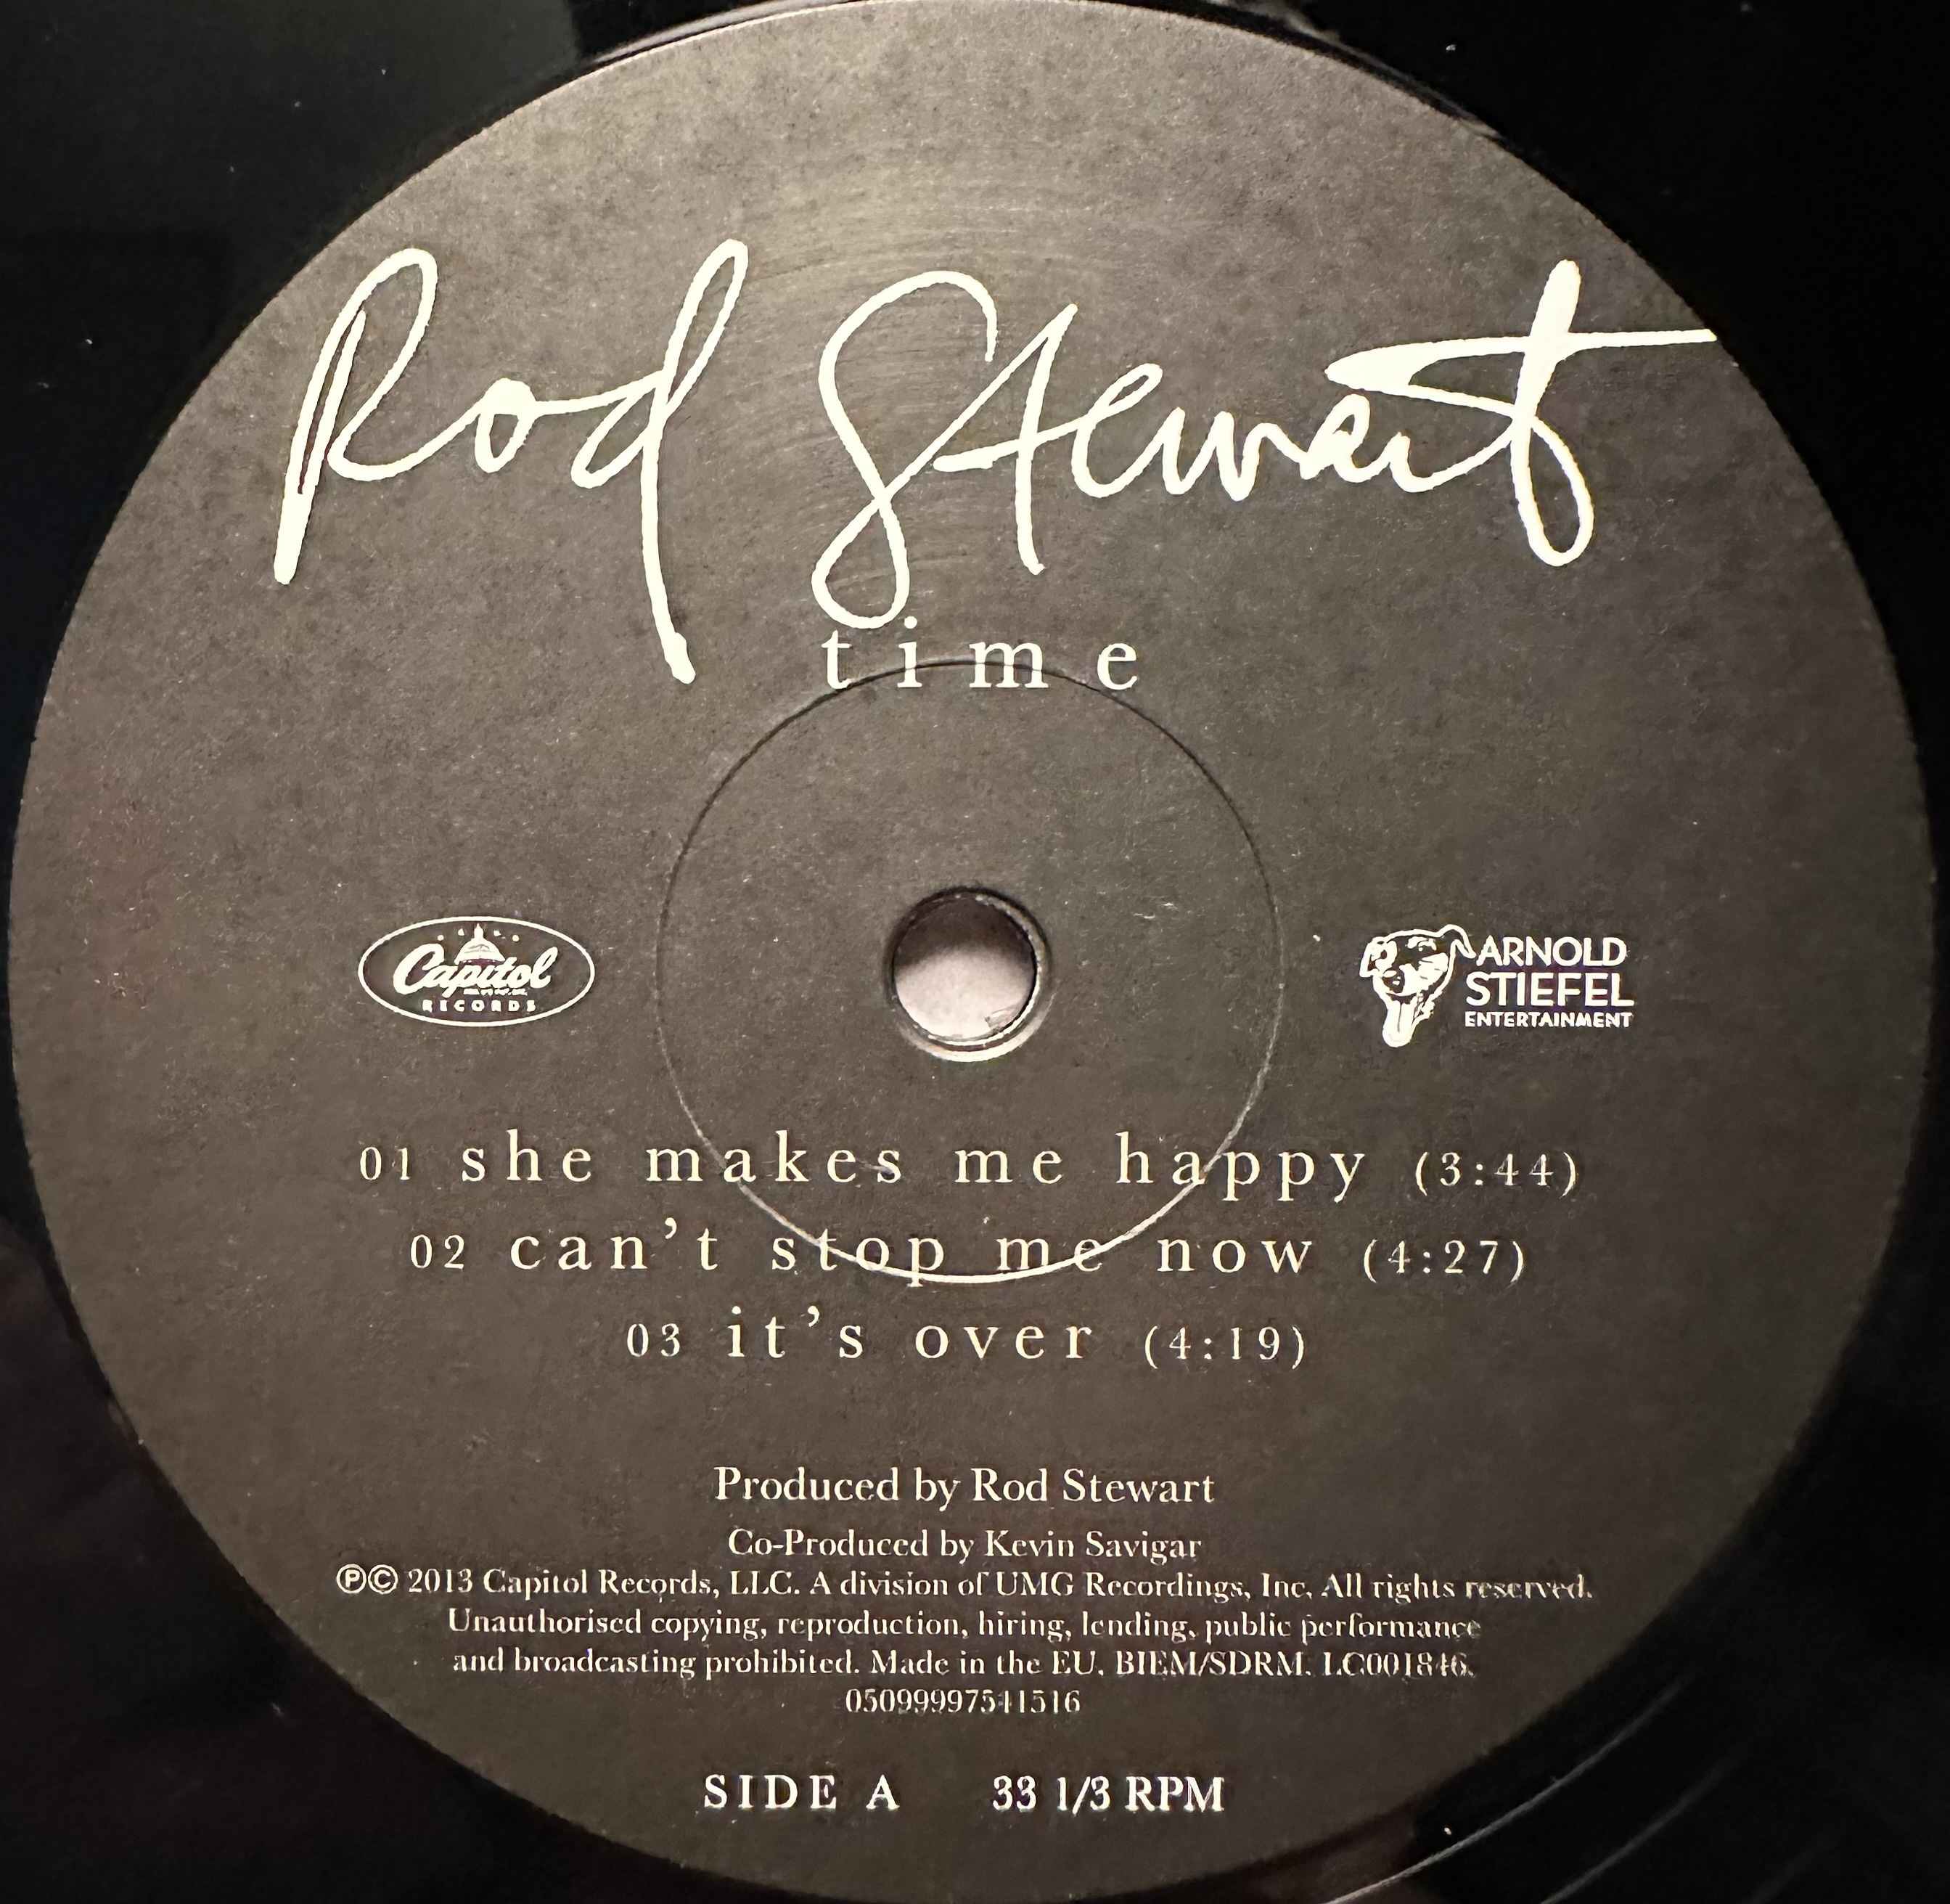 Rod Stewart
time
Capitol
RECORDS
ARNOLD
STIEFEL
ENTERTAINMENT
01 she makes me happy (3:44)
02 can't stop me now (4:27)
03 it's over (4:19)
Produced by Rod Stewart
Co-Produced by Kevin Savigar
℗© 2013 Capitol Records, LLC. A division of UMG Recordings, Inc. All rights reserved.
Unauthorised copying, reproduction, hiring, lending, public performance
and broadcasting prohibited. Made in the EU. BIEM/SDRM. LC001846.
05099997511516
SIDE A 33 1/3 RPM